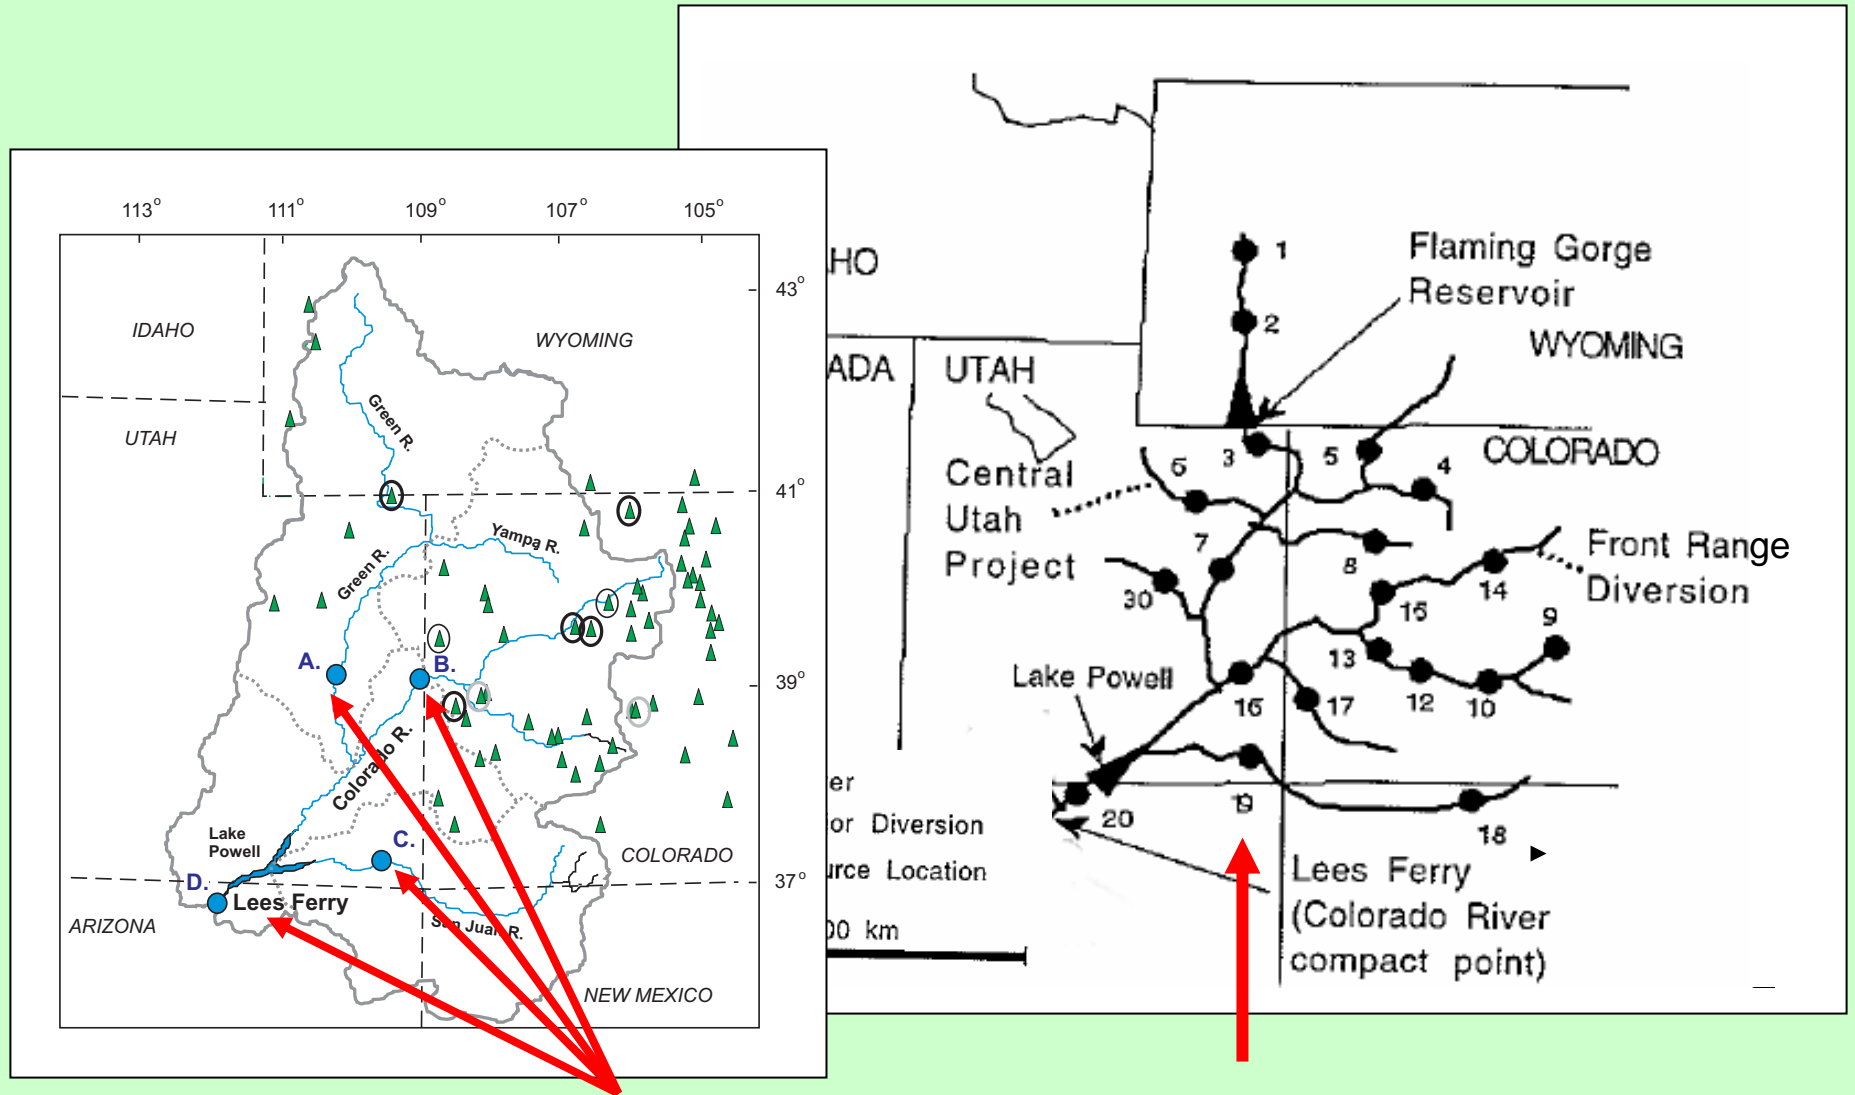 113°
111°
109°
107°
105°
43°
IDAHO
WYOMING
UTAH
Green R.
41°
Yampa R.
Green R.
A.
B.
39°
Colorado R.
Lake
Powell
C.
COLORADO
D.
37°
Lees Ferry
ARIZONA
San Juan R.
NEW MEXICO
HO
1
Flaming Gorge
Reservoir
2
WYOMING
ADA
UTAH
3
5
COLORADO
4
6
Central
Utah
Project
7
8
Front Range
Diversion
30
15
14
9
13
Lake Powell
16
17
12
10
er
20
19
or Diversion
18
urce Location
Lees Ferry
(Colorado River
compact point)
00 km